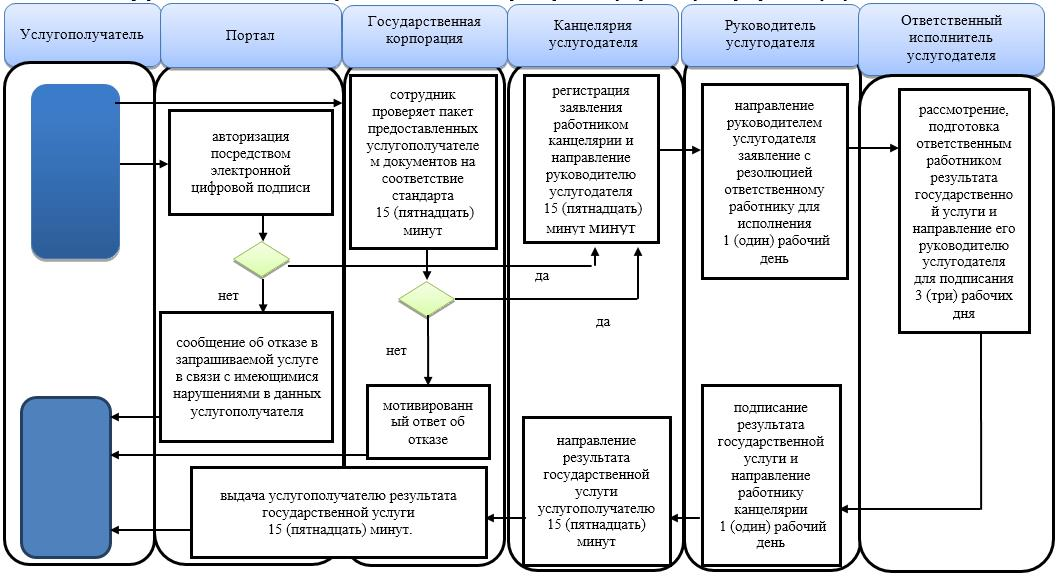 Услугополучатель
Портал
Государственная
корпорация
Канцелярия
услугодателя
Руководитель
услугодателя
Ответственный
исполнитель
услугодателя
авторизация
посредством
электронной
цифровой подписи
нет
сообщение об отказе в
запрашиваемой услуге
в связи с имеющимися
нарушениями в данных
услугополучателя
сотрудник
проверяет пакет
предоставленных
услугополучателе
м документов на
соответствие
стандарта
15 (пятнадцать)
минут
да
нет
да
мотивированн
ый ответ об
отказе
регистрация
заявления
работником
канцелярии и
направление
руководителю
услугодателя
15 (пятнадцать)
минут минут
направление
руководителем
услугодателя
заявление с
резолюцией
ответственному
работнику для
исполнения
1 (один) рабочий
день
рассмотрение,
подготовка
ответственным
работником
результата
государственно
й услуги и
направление его
руководителю
услугодателя
для подписания
3 (три) рабочих
дня
подписание
результата
государственной
услуги и
направление
работнику
канцелярии
1 (один) рабочий
день
направление
результата
государственной
услуги
услугополучателю
15 (пятнадцать)
минут
выдача услугополучателю результата
государственной услуги
15 (пятнадцать) минут.